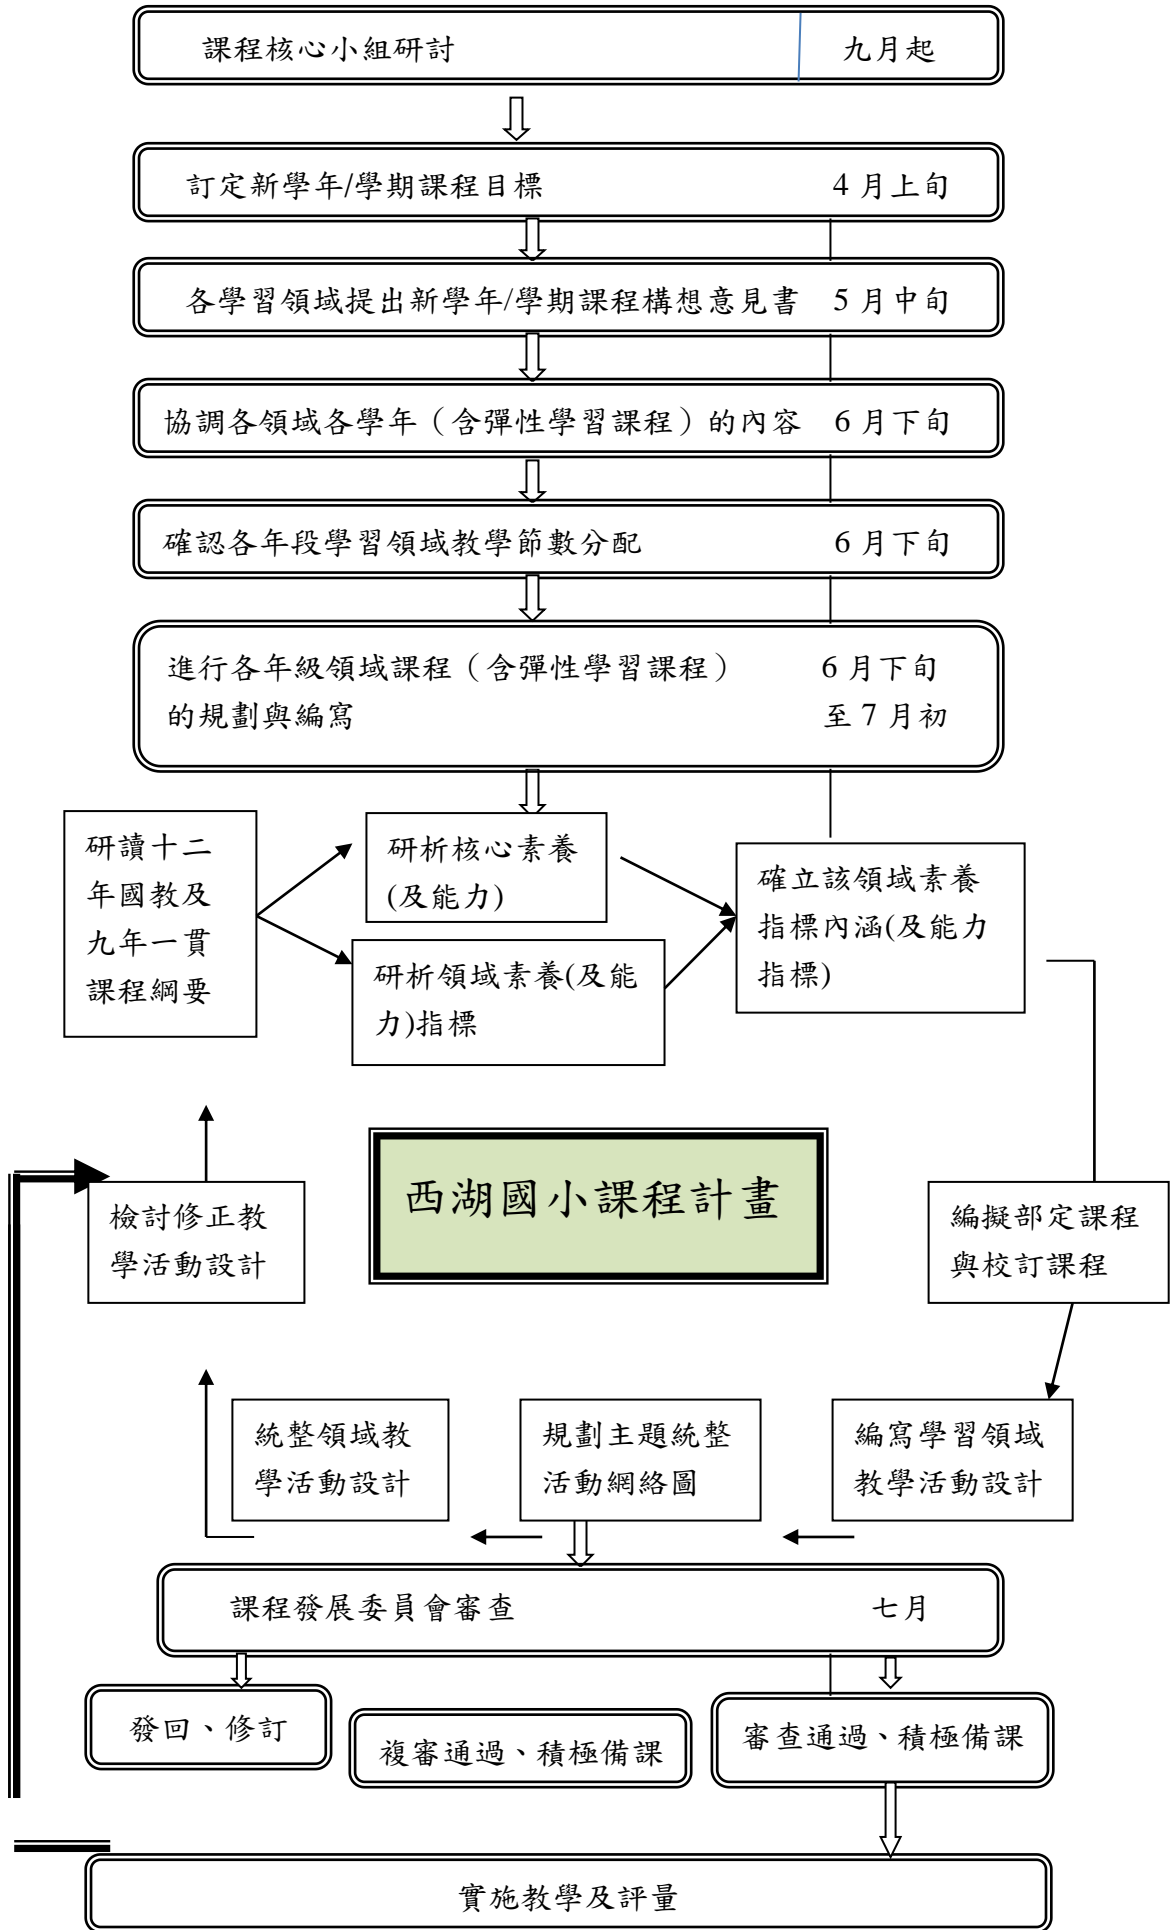 課程核心小組研討 九月起
訂定新學年/學期課程目標 4 月上旬
各學習領域提出新學年/學期課程構想意見書 5 月中旬
協調各領域各學年（含彈性學習課程）的內容 6 月下旬
確認各年段學習領域教學節數分配 6 月下旬
進行各年級領域課程（含彈性學習課程） 6 月下旬
的規劃與編寫 至 7 月初
研讀十二
年國教及
九年一貫
課程綱要
研析核心素養
(及能力)
研析領域素養(及能
力)指標
確立該領域素養
指標內涵(及能力
指標)
西湖國小課程計畫
檢討修正教
學活動設計
編擬部定課程
與校訂課程
統整領域教
學活動設計
規劃主題統整
活動網絡圖
編寫學習領域
教學活動設計
課程發展委員會審查 七月
發回、修訂
複審通過、積極備課
審查通過、積極備課
實施教學及評量